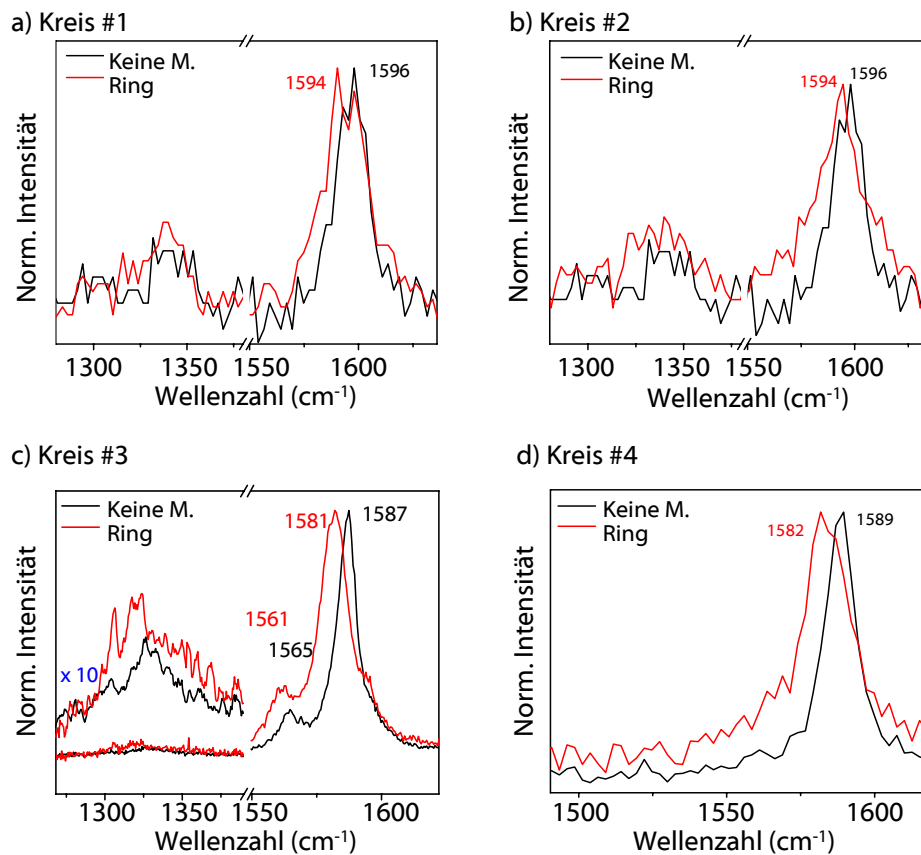 a) Kreis #1
Keine M.
Ring
1594
1596
Norm. Intensität
1300
1350
1550
1600
Wellenzahl (cm-1)
b) Kreis #2
Keine M.
Ring
1594
1596
Norm. Intensität
1300
1350
1550
1600
Wellenzahl (cm-1)
c) Kreis #3
Keine M.
Ring
1581
1587
1561
1565
x 10
Norm. Intensität
1300
1350
1550
1600
Wellenzahl (cm-1)
d) Kreis #4
Keine M.
Ring
1582
1589
Norm. Intensität
1500
1550
1600
Wellenzahl (cm-1)